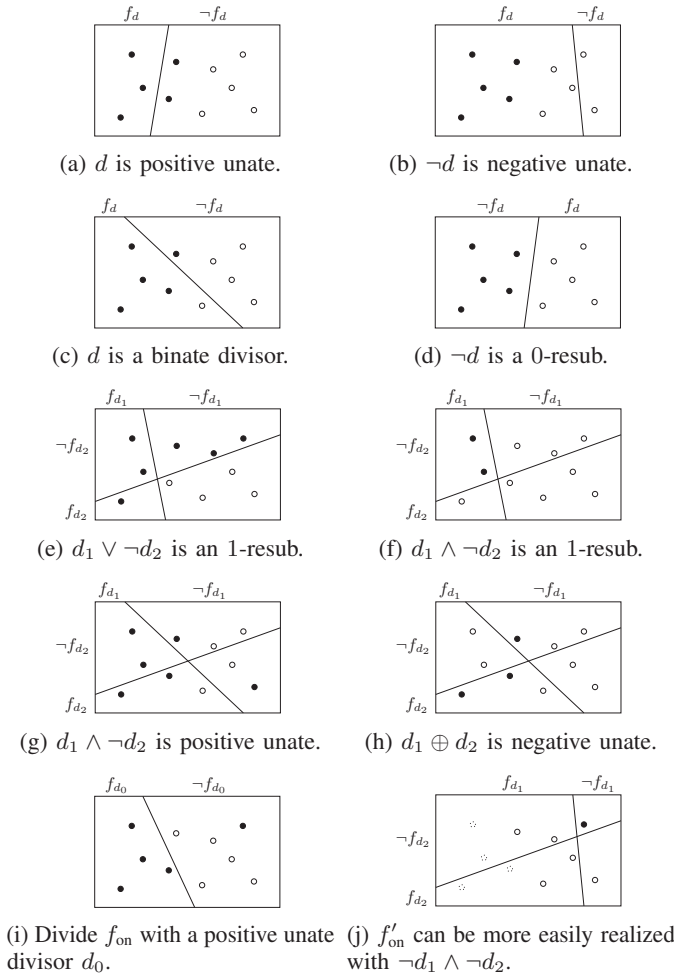 f_d ¬f_d f_d ¬f_d
(a) d is positive unate. (b) ¬d is negative unate.
f_d ¬f_d ¬f_d f_d
(c) d is a binate divisor. (d) ¬d is a 0-resub.
f_{d_1} ¬f_{d_1} f_{d_1} ¬f_{d_1}
¬f_{d_2} ¬f_{d_2}
f_{d_2} f_{d_2}
(e) d_1 ∨ ¬d_2 is an 1-resub. (f) d_1 ∧ ¬d_2 is an 1-resub.
f_{d_1} ¬f_{d_1} f_{d_1} ¬f_{d_1}
¬f_{d_2} ¬f_{d_2}
f_{d_2} f_{d_2}
(g) d_1 ∧ ¬d_2 is positive unate. (h) d_1 ⊕ d_2 is negative unate.
f_{d_0} ¬f_{d_0} f_{d_1} ¬f_{d_1}
¬f_{d_2}
f_{d_2}
(i) Divide f_{on} with a positive unate
divisor d_0.
(j) f'_{on} can be more easily realized
with ¬d_1 ∧ ¬d_2.